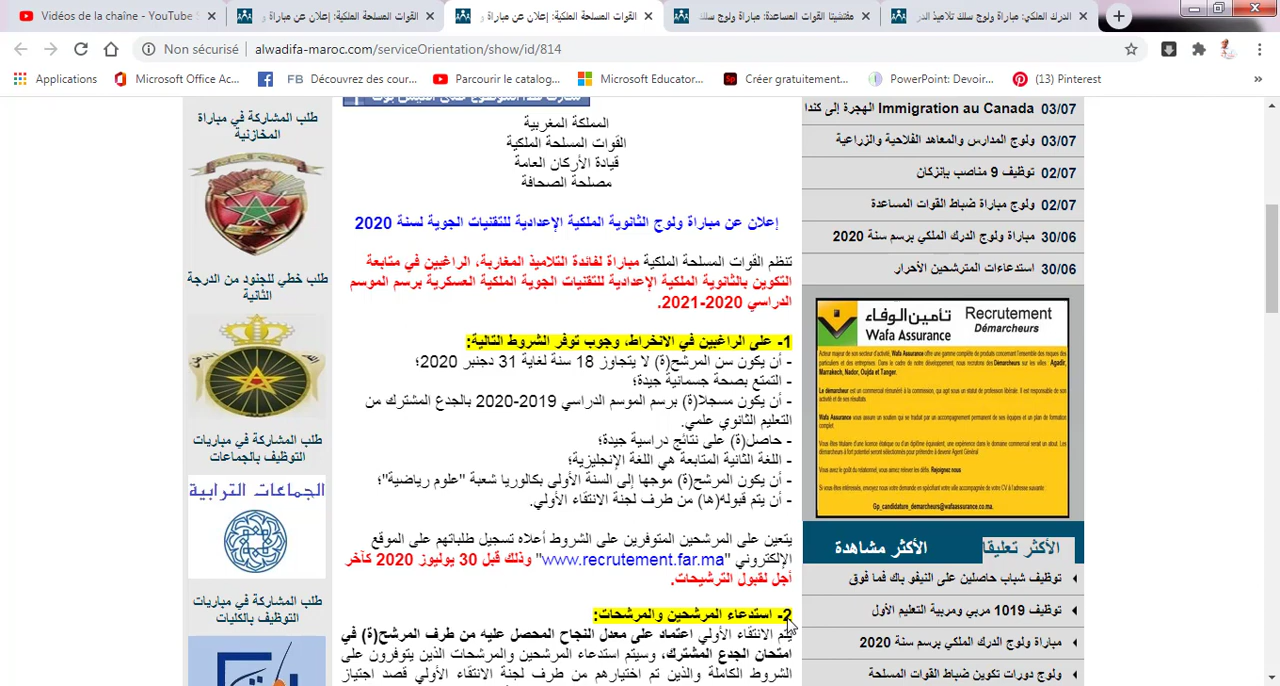 Vidéos de la chaîne - YouTube S
القوات المسلحة الملكية: إعلان عن مباراة و
القوات المسلحة الملكية: إعلان عن مباراة و
مفتشيتا القوات المساعدة: مباراة ولوج سلك
الدرك الملكي: مباراة ولوج سلك تلاميذ الدر
Non sécurisé
alwadifa-maroc.com/serviceOrientation/show/id/814
Applications
Microsoft Office Ac...
FB Découvrez des cour...
Parcourir le catalog...
Microsoft Educator...
Créer gratuitement...
PowerPoint: Devoir...
(13) Pinterest
03/07 Immigration au Canada الهجرة إلى كندا
03/07 ولوج المدارس والمعاهد الفلاحية والزراعية
02/07 توظيف 9 مناصب بإنزكان
02/07 ولوج مباراة ضباط القوات المساعدة
30/06 مباراة ولوج الدرك الملكي برسم سنة 2020
30/06 استدعاءات المترشحين الأحرار
تأمين الوفاء
Wafa Assurance
Recrutement
Démarcheurs
Gp_candidature_demarcheurs@wafaassurance.co.ma.
الأكثر تعليقا
الأكثر مشاهدة
توظيف شباب حاصلين على النيفو باك فما فوق
توظيف 1019 مربي ومربية التعليم الأول
مباراة ولوج الدرك الملكي برسم سنة 2020
ولوج دورات تكوين ضباط القوات المسلحة
شارك هذا الموضوع على الفيس بوك
المملكة المغربية
القوات المسلحة الملكية
قيادة الأركان العامة
مصلحة الصحافة
إعلان عن مباراة ولوج الثانوية الملكية الإعدادية للتقنيات الجوية لسنة 2020
تنظم القوات المسلحة الملكية مباراة لفائدة التلاميذ المغاربة، الراغبين في متابعة
التكوين بالثانوية الملكية الإعدادية للتقنيات الجوية الملكية العسكرية برسم الموسم
الدراسي 2020-2021.
1- على الراغبين في الانخراط، وجوب توفر الشروط التالية:
- أن يكون سن المرشح(ة) لا يتجاوز 18 سنة لغاية 31 دجنبر 2020؛
- التمتع بصحة جسمانية جيدة؛
- أن يكون مسجلا(ة) برسم الموسم الدراسي 2019-2020 بالجدع المشترك من
التعليم الثانوي علمي.
- حاصل(ة) على نتائج دراسية جيدة؛
- اللغة الثانية المتابعة هي اللغة الإنجليزية؛
- أن يكون المرشح(ة) موجها إلى السنة الأولى بكالوريا شعبة "علوم رياضية"؛
- أن يتم قبوله(ها) من طرف لجنة الانتقاء الأولي.
يتعين على المرشحين المتوفرين على الشروط أعلاه تسجيل طلباتهم على الموقع
الإلكتروني "www.recrutement.far.ma" وذلك قبل 30 يوليوز 2020 كآخر
أجل لقبول الترشيحات.
2- استدعاء المرشحين والمرشحات:
يتم الانتقاء الأولي اعتماد على معدل النجاح المحصل عليه من طرف المرشح(ة) في
امتحان الجدع المشترك، وسيتم استدعاء المرشحين والمرشحات الذين يتوفرون على
الشروط الكاملة والذين تم اختيارهم من طرف لجنة الانتقاء الأولي قصد اجتياز
طلب المشاركة في مباراة
المخازنية
طلب خطي للجنود من الدرجة
الثانية
طلب المشاركة في مباريات
التوظيف بالجماعات
الجماعات الترابية
طلب المشاركة في مباريات
التوظيف بالكليات